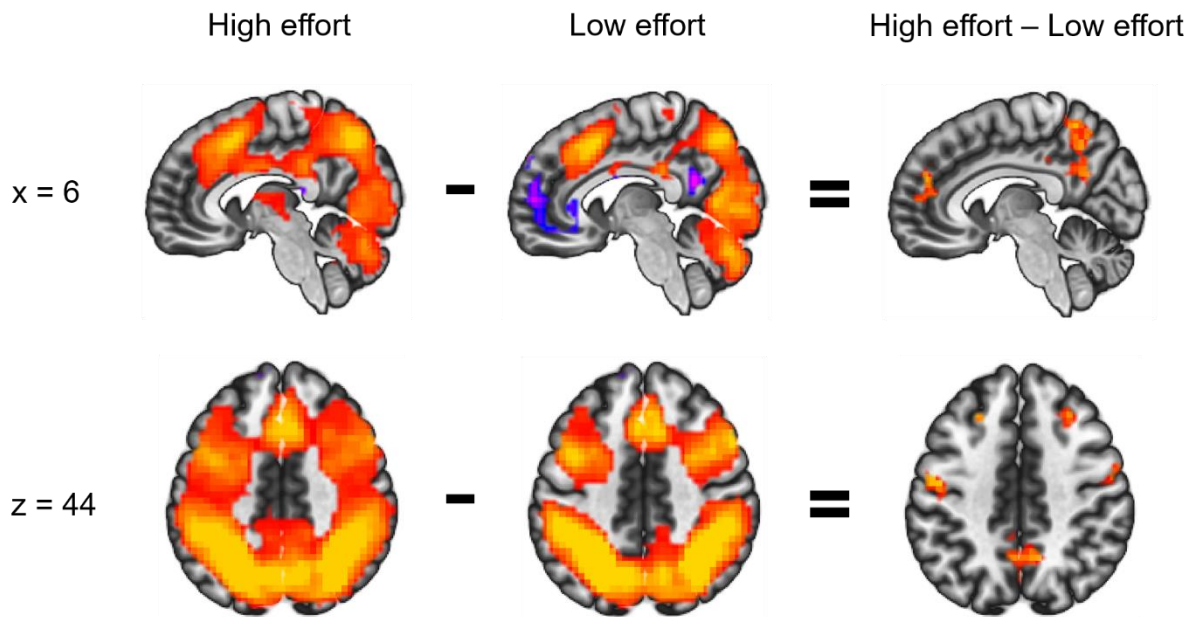 High effort
Low effort
High effort – Low effort
x = 6
-
=
z = 44
-
=